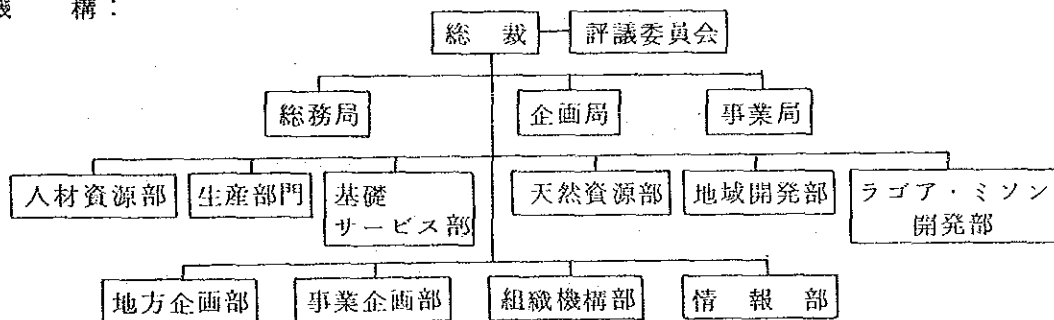 機 構：
総 裁 評議委員会
総務局 企画局 事業局
人材資源部 生産部門 基礎
サービス部 天然資源部 地域開発部 ラゴア・ミソン
開発部
地方企画部 事業企画部 組織機構部 情 報 部